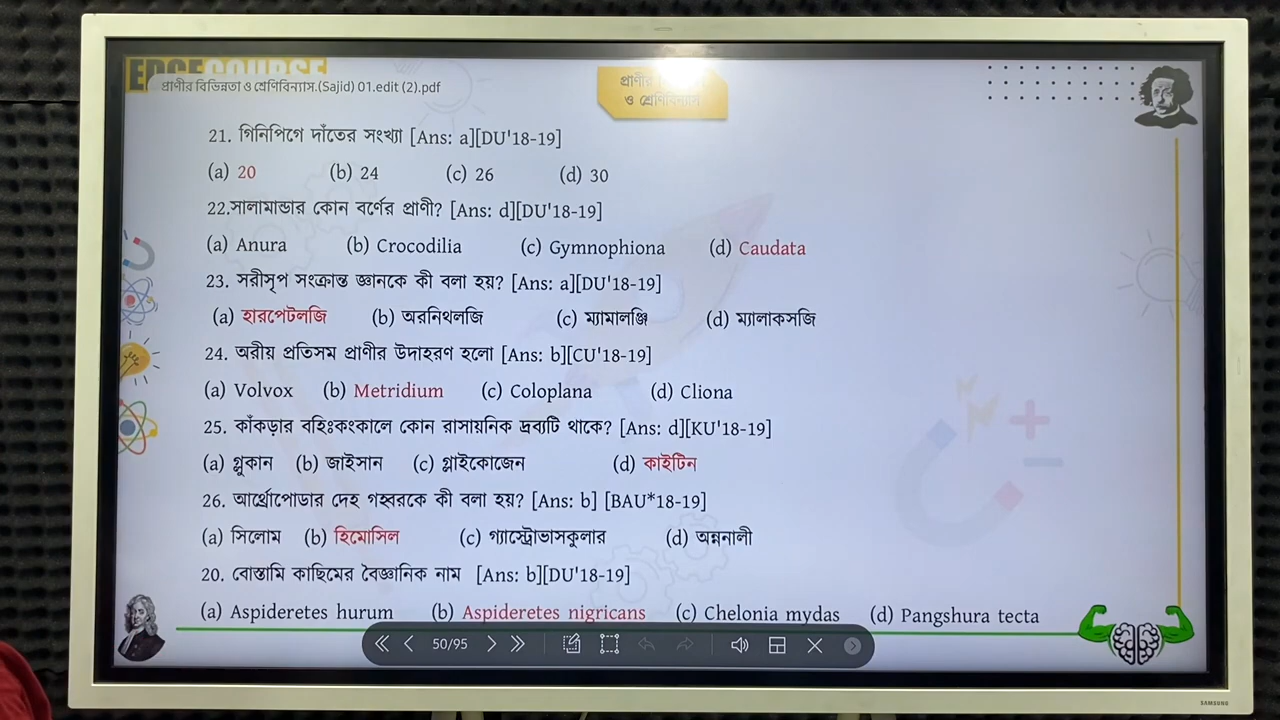 EDGECOURSE
প্রাণীর বিভিন্নতা ও শ্রেণিবিন্যাস.(Sajid) 01.edit (2).pdf
প্রাণীর
ও শ্রেণিবিন্যাস
21. গিনিপিগে দাঁতের সংখ্যা [Ans: a][DU'18-19]
(a) 20 (b) 24 (c) 26 (d) 30
22.সালামান্ডার কোন বর্ণের প্রাণী? [Ans: d][DU'18-19]
(a) Anura (b) Crocodilia (c) Gymnophiona (d) Caudata
23. সরীসৃপ সংক্রান্ত জ্ঞানকে কী বলা হয়? [Ans: a][DU'18-19]
(a) হারপেটলজি (b) অরনিথলজি (c) ম্যামালঞ্জি (d) ম্যালাকসজি
24. অরীয় প্রতিসম প্রাণীর উদাহরণ হলো [Ans: b][CU'18-19]
(a) Volvox (b) Metridium (c) Coloplana (d) Cliona
25. কাঁকড়ার বহিঃকংকালে কোন রাসায়নিক দ্রব্যটি থাকে? [Ans: d][KU'18-19]
(a) গ্লুকান (b) জাইসান (c) গ্লাইকোজেন (d) কাইটিন
26. আর্থ্রোপোডার দেহ গহ্বরকে কী বলা হয়? [Ans: b] [BAU*18-19]
(a) সিলোম (b) হিমোসিল (c) গ্যাস্ট্রোভাসকুলার (d) অন্ননালী
20. বোস্তামি কাছিমের বৈজ্ঞানিক নাম [Ans: b][DU'18-19]
(a) Aspideretes hurum (b) Aspideretes nigricans (c) Chelonia mydas (d) Pangshura tecta
50/95
SAMSUNG